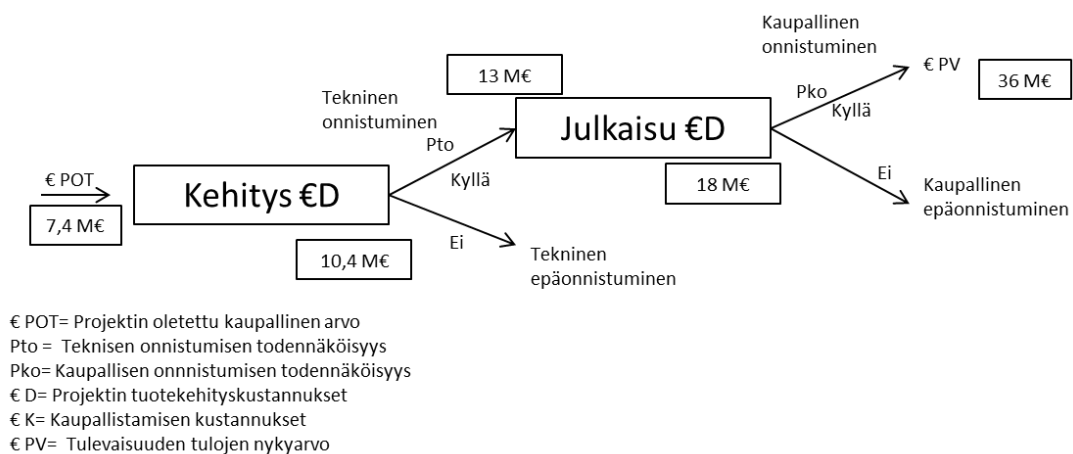 Kaupallinen
onnistuminen
€ PV
36 M€
13 M€
Pko
Kyllä
Tekninen
onnistuminen
Julkaisu €D
Pto
Kyllä
18 M€
Ei
Kaupallinen
epäonnistuminen
€ POT
Kehitys €D
7,4 M€
Ei
10,4 M€
Tekninen
epäonnistuminen
€ POT= Projektin oletettu kaupallinen arvo
Pto = Teknisen onnistumisen todennäköisyys
Pko= Kaupallisen onnnistumisen todennäköisyys
€ D= Projektin tuotekehityskustannukset
€ K= Kaupallistamisen kustannukset
€ PV= Tulevaisuuden tulojen nykyarvo